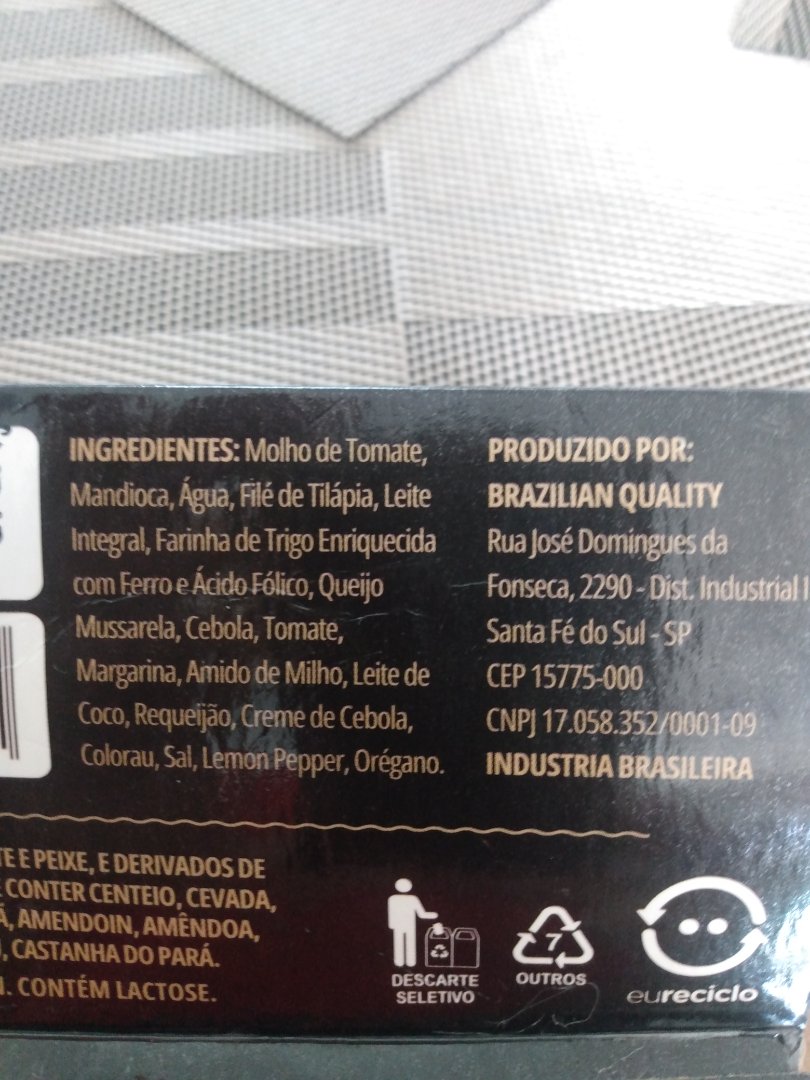 INGREDIENTES: Molho de Tomate,
Mandioca, Água, Filé de Tilápia, Leite
Integral, Farinha de Trigo Enriquecida
com Ferro e Ácido Fólico, Queijo
Mussarela, Cebola, Tomate,
Margarina, Amido de Milho, Leite de
Coco, Requeijão, Creme de Cebola,
Colorau, Sal, Lemon Pepper, Orégano.
PRODUZIDO POR:
BRAZILIAN QUALITY
Rua José Domingues da
Fonseca, 2290 - Dist. Industrial I
Santa Fé do Sul - SP
CEP 15775-000
CNPJ 17.058.352/0001-09
INDUSTRIA BRASILEIRA
E PEIXE, E DERIVADOS DE
CONTER CENTEIO, CEVADA,
AMENDOIN, AMÊNDOA,
CASTANHA DO PARÁ.
CONTÉM LACTOSE.
DESCARTE
SELETIVO
7
OUTROS
eureciclo